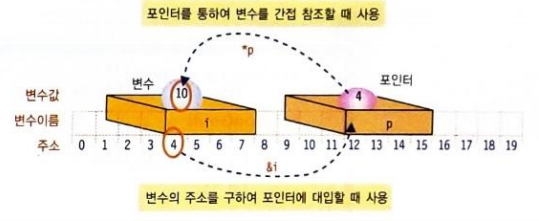 포인터를 통하여 변수를 간접 참조할 때 사용
*p
변수
포인터
변수값
10
4
변수이름
i
p
주소
0 1 2 3 4 5 6 7 8 9 10 11 12 13 14 15 16 17 18 19
&i
변수의 주소를 구하여 포인터에 대입할 때 사용